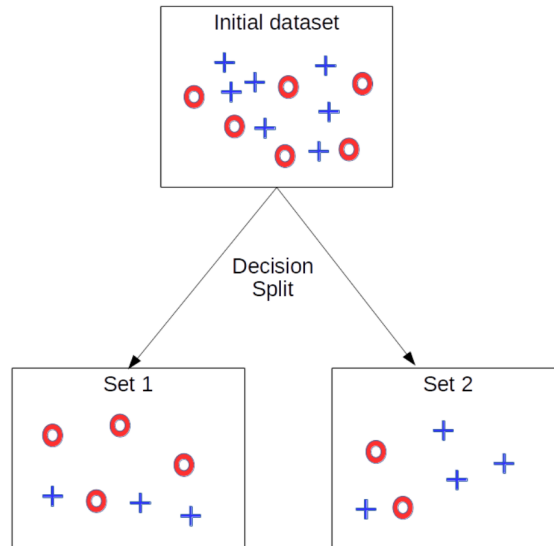 Initial dataset
Decision
Split
Set 1
Set 2